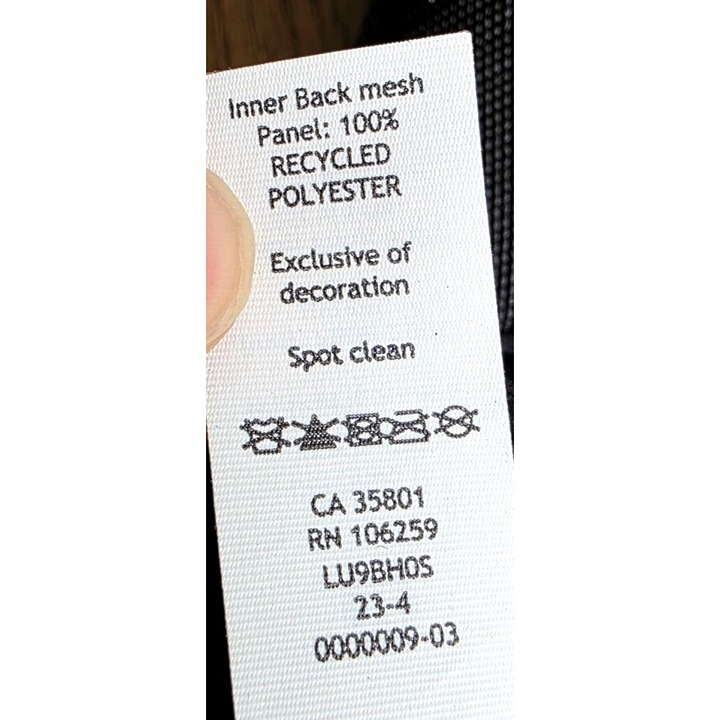 Inner Back mesh
Panel: 100%
RECYCLED
POLYESTER
Exclusive of
decoration
Spot clean
CA 35801
RN 106259
LU9BH0S
23-4
0000009-03